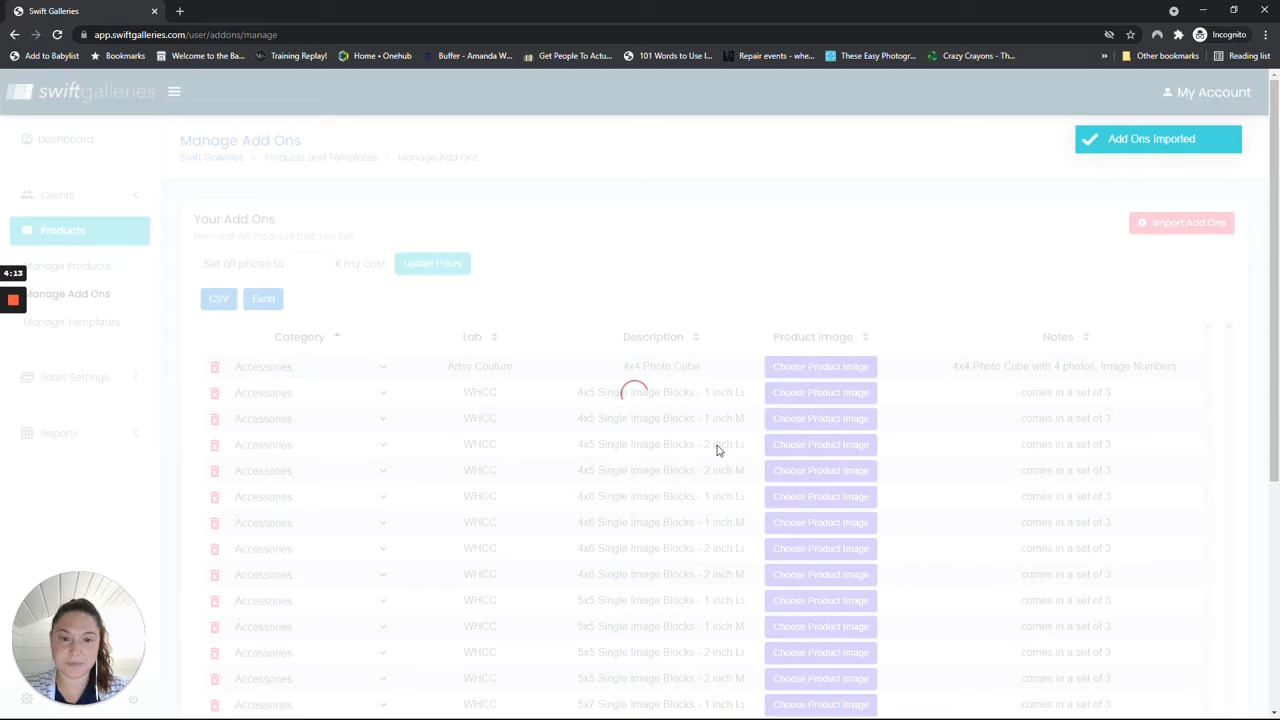 Swift Galleries
app.swiftgalleries.com/user/addons/manage
Incognito
Add to Babylist
Bookmarks
What's Behind the...
Training Replay!
Home • Onehub
Buffer - Amanda W...
Get People To Actu...
101 Words to Use I...
Repair events - whe...
These Easy Photogr...
Crazy Crayons - Th...
Other bookmarks
Reading list
swiftgalleries
My Account
Dashboard
Manage Add Ons
Add Ons Imported
Swift Galleries > Products and Templates > Manage Add Ons
Clients
Your Add Ons
Import Add Ons
Products
Non-wall Art Products that You Sell
Set all prices to X my cost Update Prices
Manage Products
4:13
Manage Add Ons
CSV Excel
Manage Templates
Category Lab Description Product Image Notes
Accessories Artsy Couture 4x4 Photo Cube Choose Product Image 4x4 Photo Cube with 4 photos, Image Numbers
Sales Settings
Accessories WHCC 4x5 Single Image Blocks - 1 inch Lu Choose Product Image comes in a set of 3
Accessories WHCC 4x5 Single Image Blocks - 1 inch M Choose Product Image comes in a set of 3
Reports
Accessories WHCC 4x5 Single Image Blocks - 2 inch Lu Choose Product Image comes in a set of 3
Accessories WHCC 4x5 Single Image Blocks - 2 inch M Choose Product Image comes in a set of 3
Accessories WHCC 4x6 Single Image Blocks - 1 inch Lu Choose Product Image comes in a set of 3
Accessories WHCC 4x6 Single Image Blocks - 1 inch M Choose Product Image comes in a set of 3
Accessories WHCC 4x6 Single Image Blocks - 2 inch Lu Choose Product Image comes in a set of 3
Accessories WHCC 4x6 Single Image Blocks - 2 inch M Choose Product Image comes in a set of 3
Accessories WHCC 5x5 Single Image Blocks - 1 inch Lu Choose Product Image comes in a set of 3
Accessories WHCC 5x5 Single Image Blocks - 1 inch M Choose Product Image comes in a set of 3
Accessories WHCC 5x5 Single Image Blocks - 2 inch Lu Choose Product Image comes in a set of 3
Accessories WHCC 5x5 Single Image Blocks - 2 inch M Choose Product Image comes in a set of 3
Accessories WHCC 5x7 Single Image Blocks - 1 inch Lu Choose Product Image comes in a set of 3